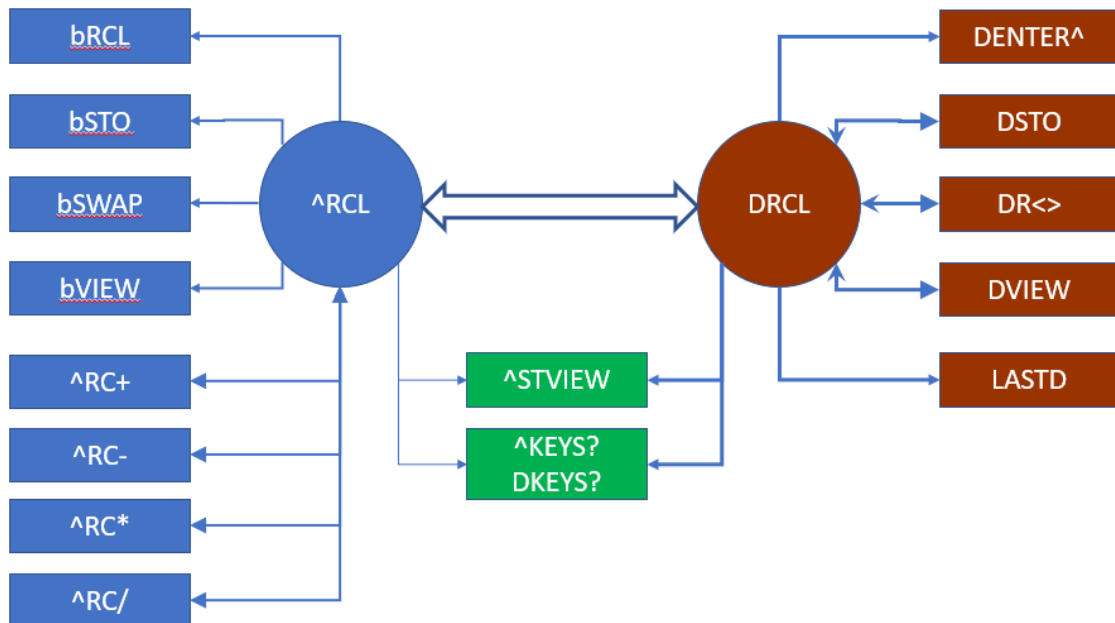 bRCL
bSTO
bSWAP
bVIEW
^RC+
^RC-
^RC*
^RC/
^RCL
^STVIEW
^KEYS?
DKEYS?
DRCL
DENTER^
DSTO
DR<>
DVIEW
LASTD